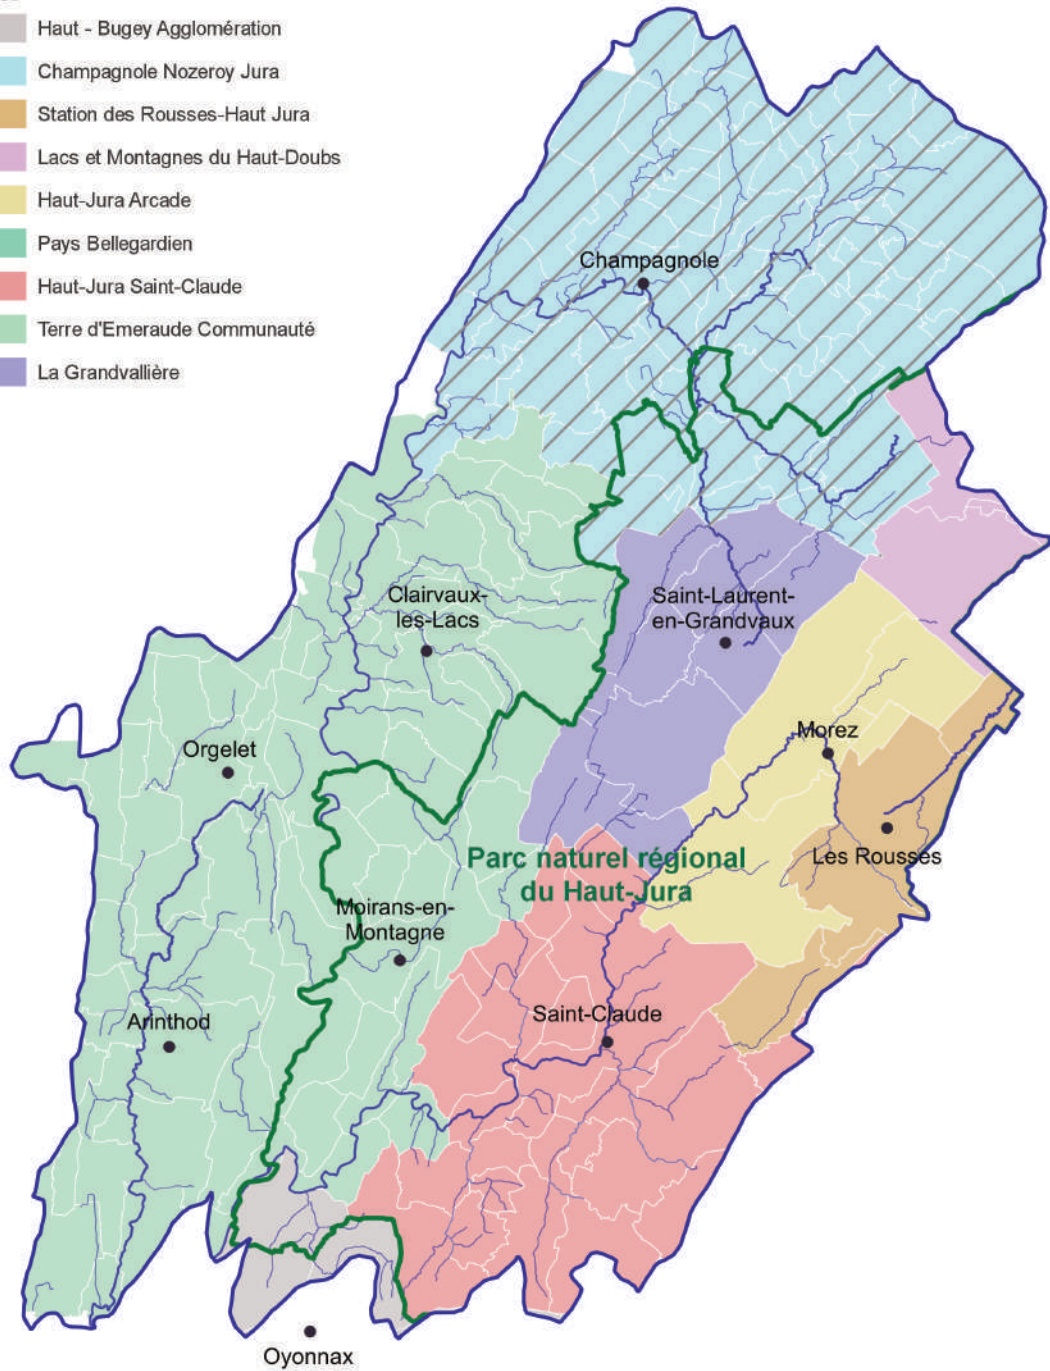 Haut - Bugey Agglomération
Champagnole Nozeroy Jura
Station des Rousses-Haut Jura
Lacs et Montagnes du Haut-Doubs
Haut-Jura Arcade
Pays Bellegardien
Haut-Jura Saint-Claude
Terre d'Emeraude Communauté
La Grandvallière
Champagnole
Clairvaux-
les-Lacs
Saint-Laurent-
en-Grandvaux
Orgelet
Morez
Les Rousses
Parc naturel régional
du Haut-Jura
Moirans-en-
Montagne
Arinthod
Saint-Claude
Oyonnax